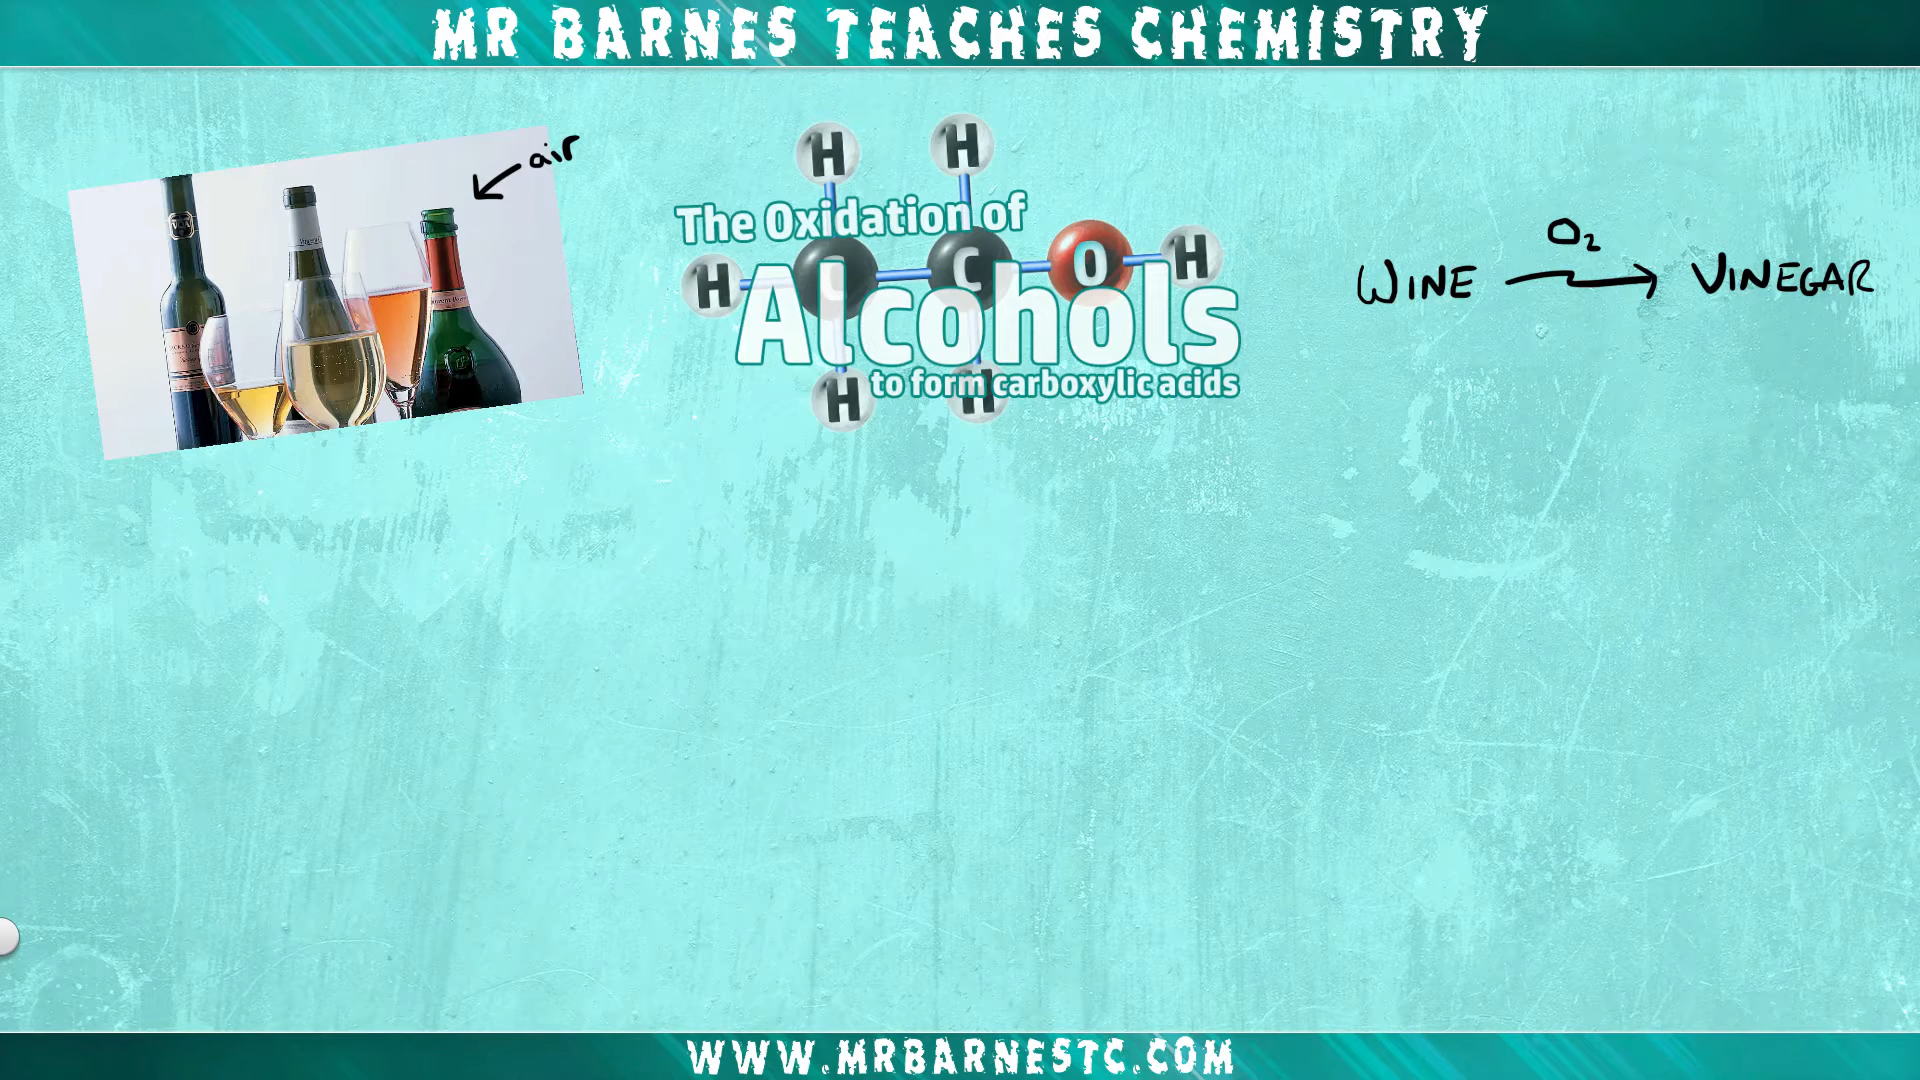 MR BARNES TEACHES CHEMISTRY
air
H H
The Oxidation of
H C C O H
Alcohols
to form carboxylic acids
H H
O₂
WINE → VINEGAR
WWW.MRBARNESTC.COM